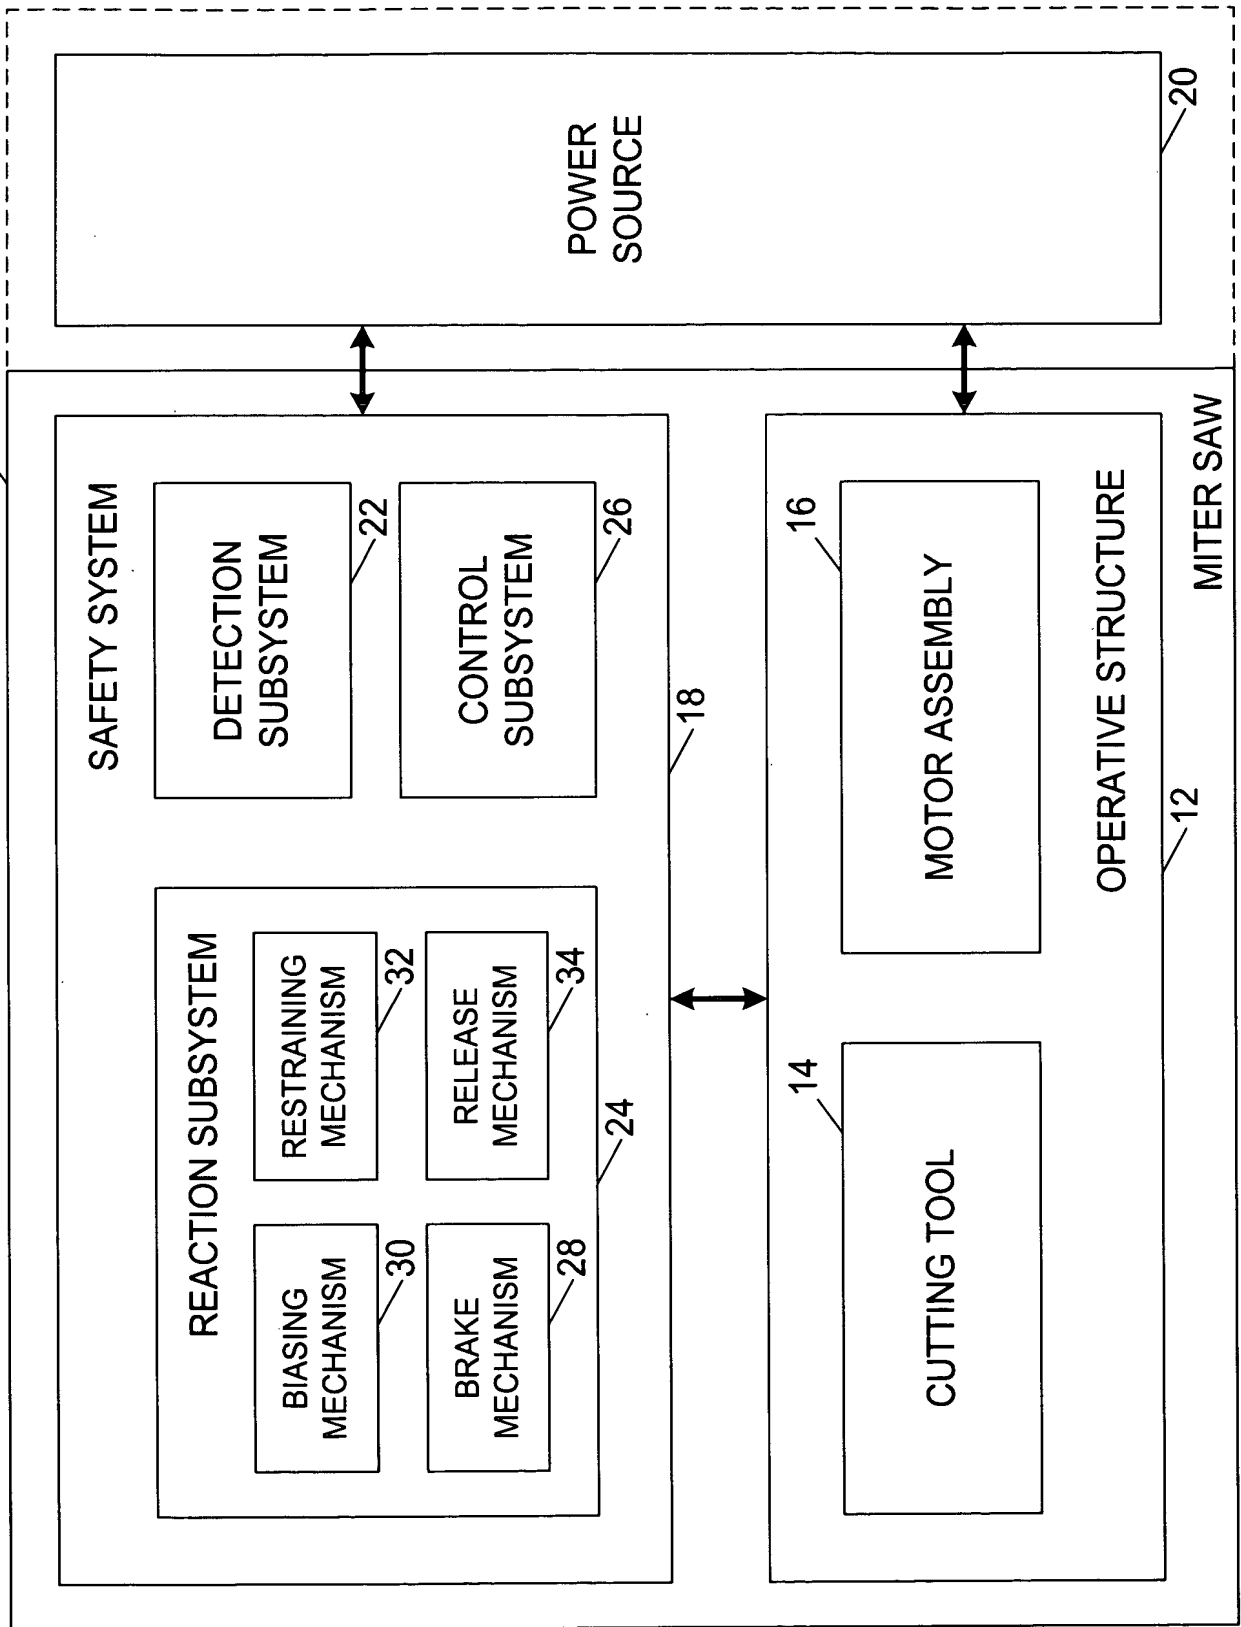 SAFETY SYSTEM
REACTION SUBSYSTEM
BIASING
MECHANISM
30
RESTRAINING
MECHANISM
32
BRAKE
MECHANISM
28
RELEASE
MECHANISM
34
24
DETECTION
SUBSYSTEM
22
CONTROL
SUBSYSTEM
26
18
14
CUTTING TOOL
16
MOTOR ASSEMBLY
OPERATIVE STRUCTURE
12
MITER SAW
POWER
SOURCE
20